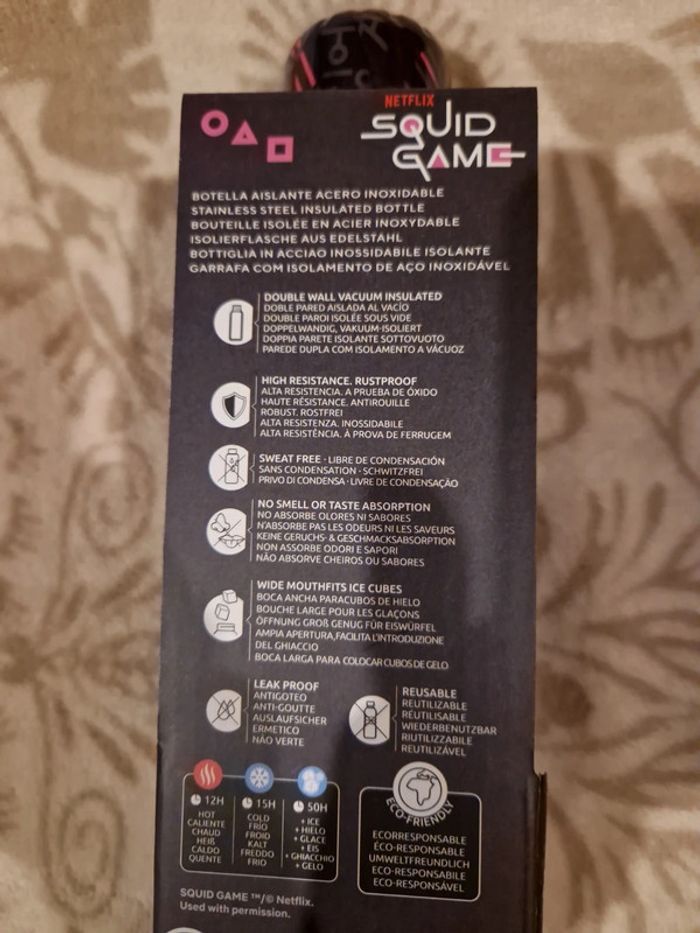 NETFLIX
SQUID
GAME
BOTELLA AISLANTE ACERO INOXIDABLE
STAINLESS STEEL INSULATED BOTTLE
BOUTEILLE ISOLÉE EN ACIER INOXYDABLE
ISOLIERFLASCHE AUS EDELSTAHL
BOTTIGLIA IN ACCIAO INOSSIDABILE ISOLANTE
GARRAFA COM ISOLAMENTO DE AÇO INOXIDÁVEL
DOUBLE WALL VACUUM INSULATED
DOBLE PARED AISLADA AL VACÍO
DOUBLE PAROI ISOLÉE SOUS VIDE
DOPPELWANDIG, VAKUUM-ISOLIERT
DOPPIA PARETE ISOLANTE SOTTOVUOTO
PAREDE DUPLA COM ISOLAMENTO A VÁCUOZ
HIGH RESISTANCE. RUSTPROOF
ALTA RESISTENCIA. A PRUEBA DE ÓXIDO
HAUTE RÉSISTANCE. ANTIROUILLE
ROBUST. ROSTFREI
ALTA RESISTENZA. INOSSIDABILE
ALTA RESISTÊNCIA. À PROVA DE FERRUGEM
SWEAT FREE · LIBRE DE CONDENSACIÓN
SANS CONDENSATION · SCHWITZFREI
PRIVO DI CONDENSA · LIVRE DE CONDENSAÇÃO
NO SMELL OR TASTE ABSORPTION
NO ABSORBE OLORES NI SABORES
N'ABSORBE PAS LES ODEURS NI LES SAVEURS
KEINE GERUCHS- & GESCHMACKSABSORPTION
NON ASSORBE ODORI E SAPORI
NÃO ABSORVE CHEIROS OU SABORES
WIDE MOUTHFITS ICE CUBES
BOCA ANCHA PARACUBOS DE HIELO
BOUCHE LARGE POUR LES GLAÇONS
ÖFFNUNG GROß GENUG FÜR EISWÜRFEL
AMPIA APERTURA,FACILITA L'INTRODUZIONE
DEL GHIACCIO
BOCA LARGA PARA COLOCAR CUBOS DE GELO
LEAK PROOF
ANTIGOTEO
ANTI-GOUTTE
AUSLAUFSICHER
ERMETICO
NÃO VERTE
REUSABLE
REUTILIZABLE
RÉUTILISABLE
WIEDERBENUTZBAR
RIUTILIZZABILE
REUTILIZÁVEL
12H
HOT
CALIENTE
CHAUD
HEIß
CALDO
QUENTE
15H
COLD
FRÍO
FROID
KALT
FREDDO
FRIO
50H
+ ICE
+ HIELO
+ GLACE
+ EIS
+ GHIACCHIO
+ GELO
ECO-FRIENDLY
ECORRESPONSABLE
ÉCO-RESPONSABLE
UMWELTFREUNDLICH
ECO-RESPONSABILE
ECO-RESPONSÁVEL
SQUID GAME ™/© Netflix.
Used with permission.